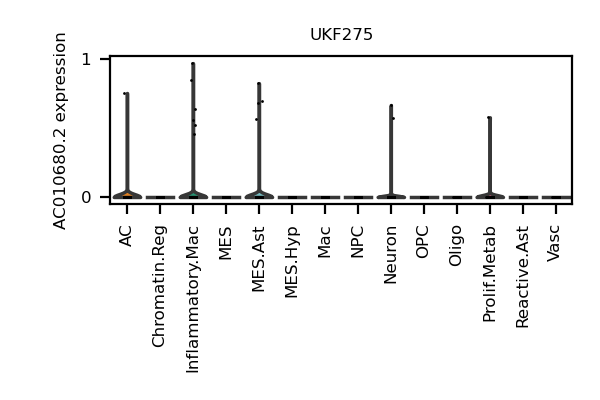 UKF275
AC010680.2 expression
1
0
AC
Chromatin.Reg
Inflammatory.Mac
MES
MES.Ast
MES.Hyp
Mac
NPC
Neuron
OPC
Oligo
Prolif.Metab
Reactive.Ast
Vasc